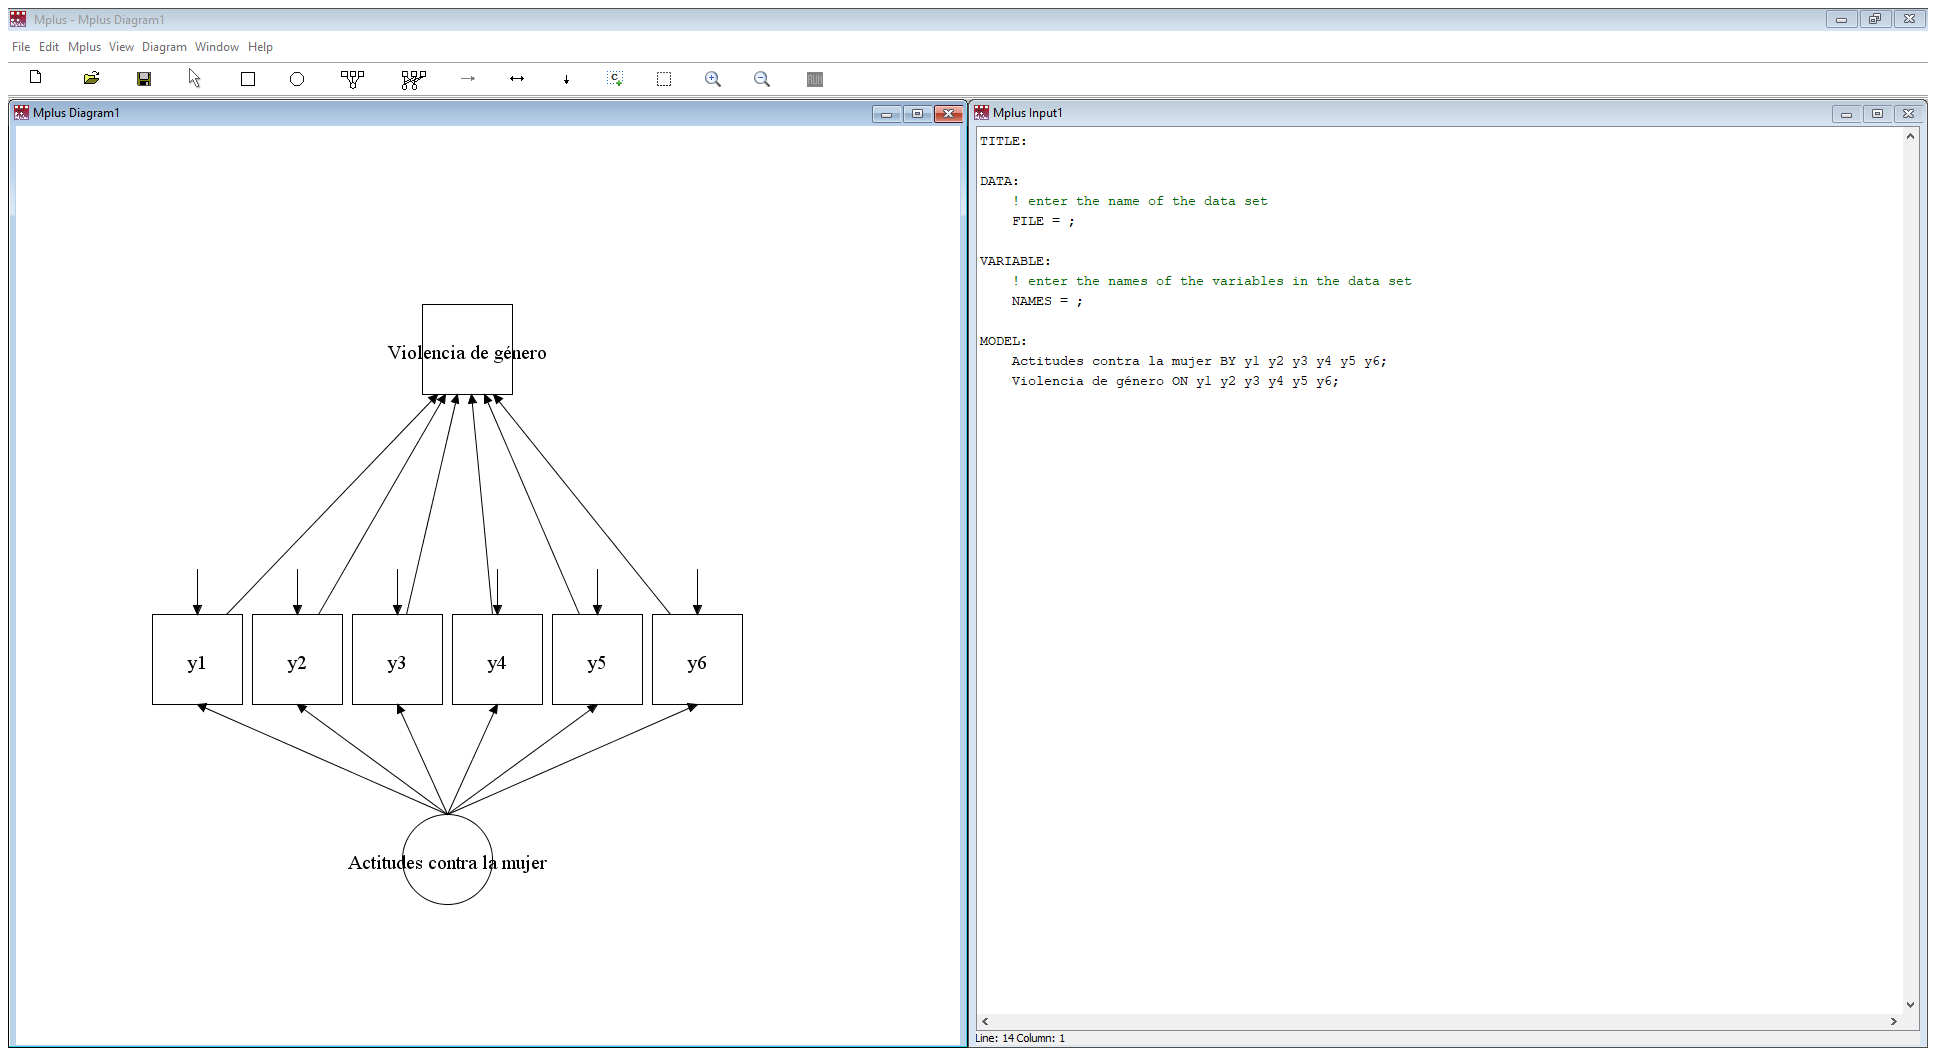 Mplus - Mplus Diagram1
File Edit Mplus View Diagram Window Help
Mplus Diagram1
Violencia de género
y1 y2 y3 y4 y5 y6
Actitudes contra la mujer
Mplus Input1
TITLE:
DATA:
! enter the name of the data set
FILE = ;
VARIABLE:
! enter the names of the variables in the data set
NAMES = ;
MODEL:
Actitudes contra la mujer BY y1 y2 y3 y4 y5 y6;
Violencia de género ON y1 y2 y3 y4 y5 y6;
Line: 14 Column: 1